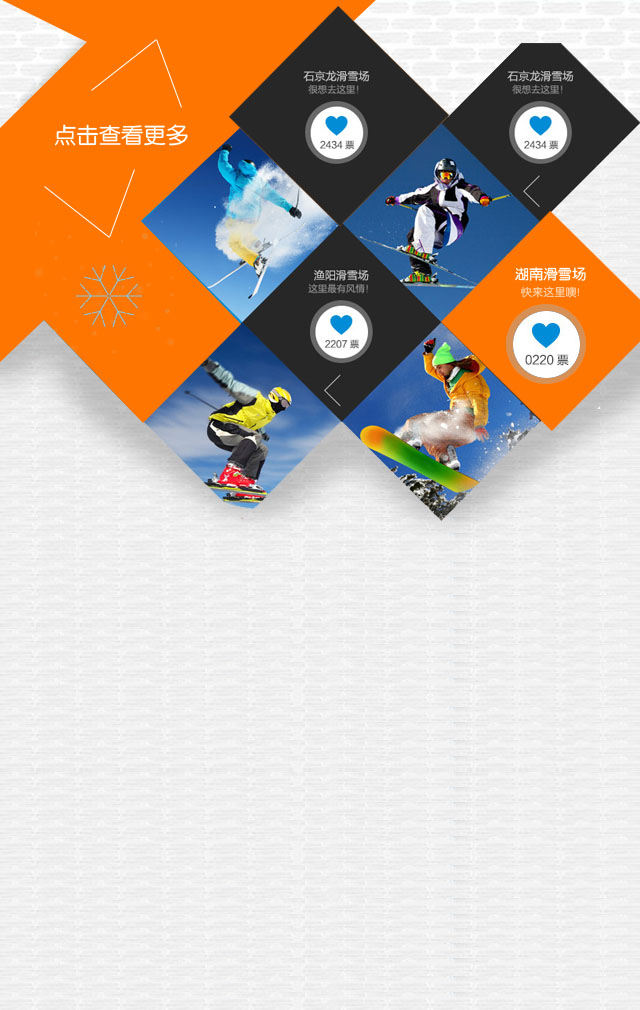 石京龙滑雪场
很想去这里!
2434 票
石京龙滑雪场
很想去这里!
2434 票
点击查看更多
渔阳滑雪场
这里最有风情!
2207 票
湖南滑雪场
快来这里噢!
0220 票